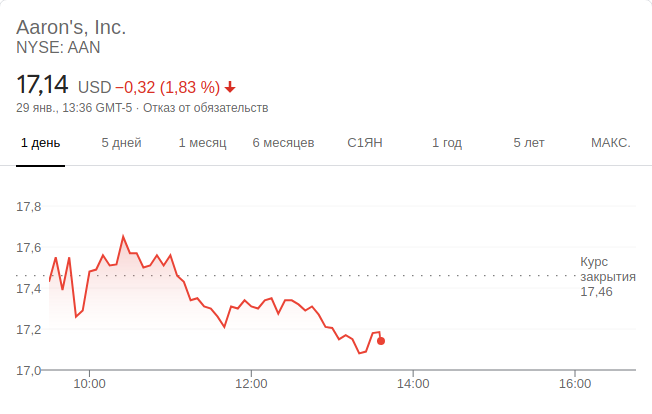 Aaron's, Inc.
NYSE: AAN
17,14 USD −0,32 (1,83 %)
29 янв., 13:36 GMT-5 · Отказ от обязательств
1 день 5 дней 1 месяц 6 месяцев С1ЯН 1 год 5 лет МАКС.
17,8
17,6
Курс
закрытия
17,46
17,4
17,2
17,0
10:00 12:00 14:00 16:00